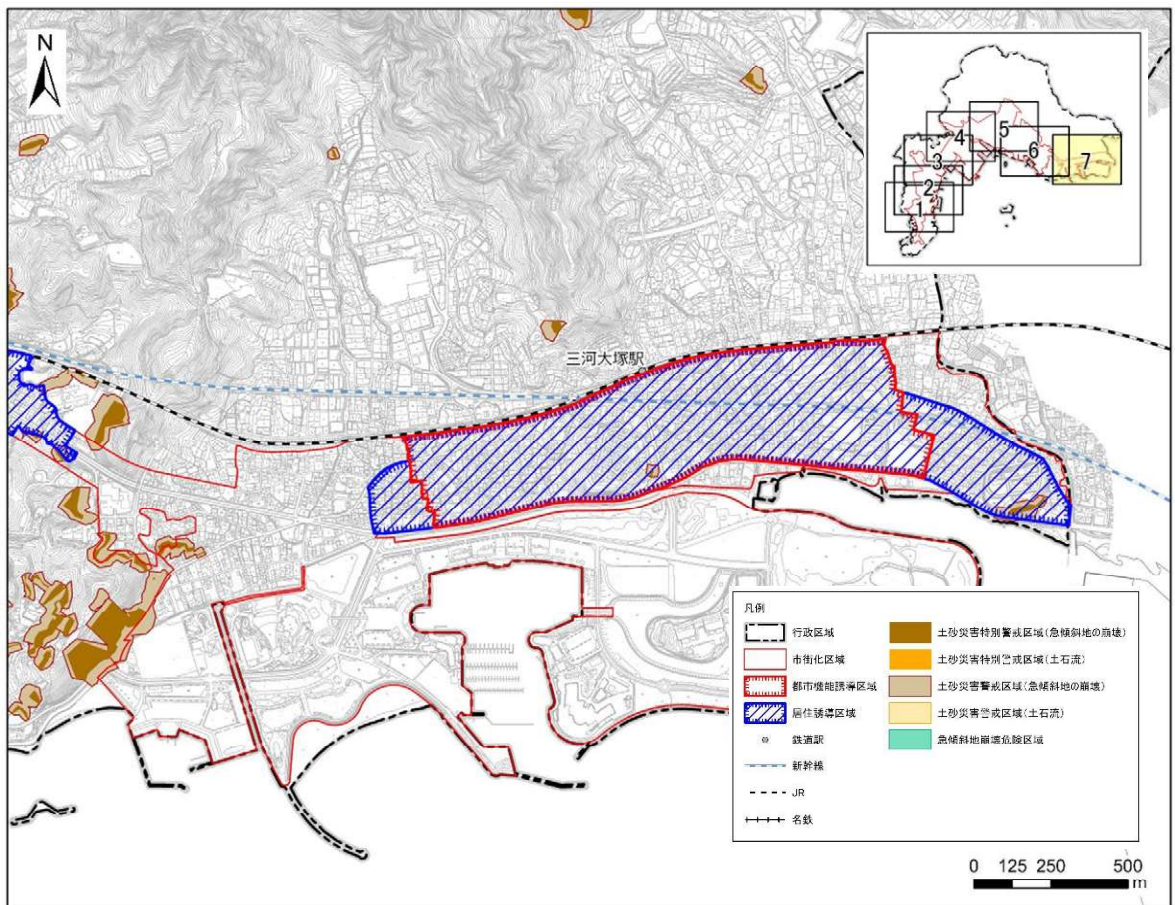 N
4
5
3
6
7
2
1
三河大塚駅
凡例
行政区域
市街化区域
都市機能誘導区域
居住誘導区域
鉄道駅
新幹線
JR
名鉄
土砂災害特別警戒区域(急傾斜地の崩壊)
土砂災害特別警戒区域(土石流)
土砂災害警戒区域(急傾斜地の崩壊)
土砂災害警戒区域(土石流)
急傾斜地崩壊危険区域
0 125 250 500
m